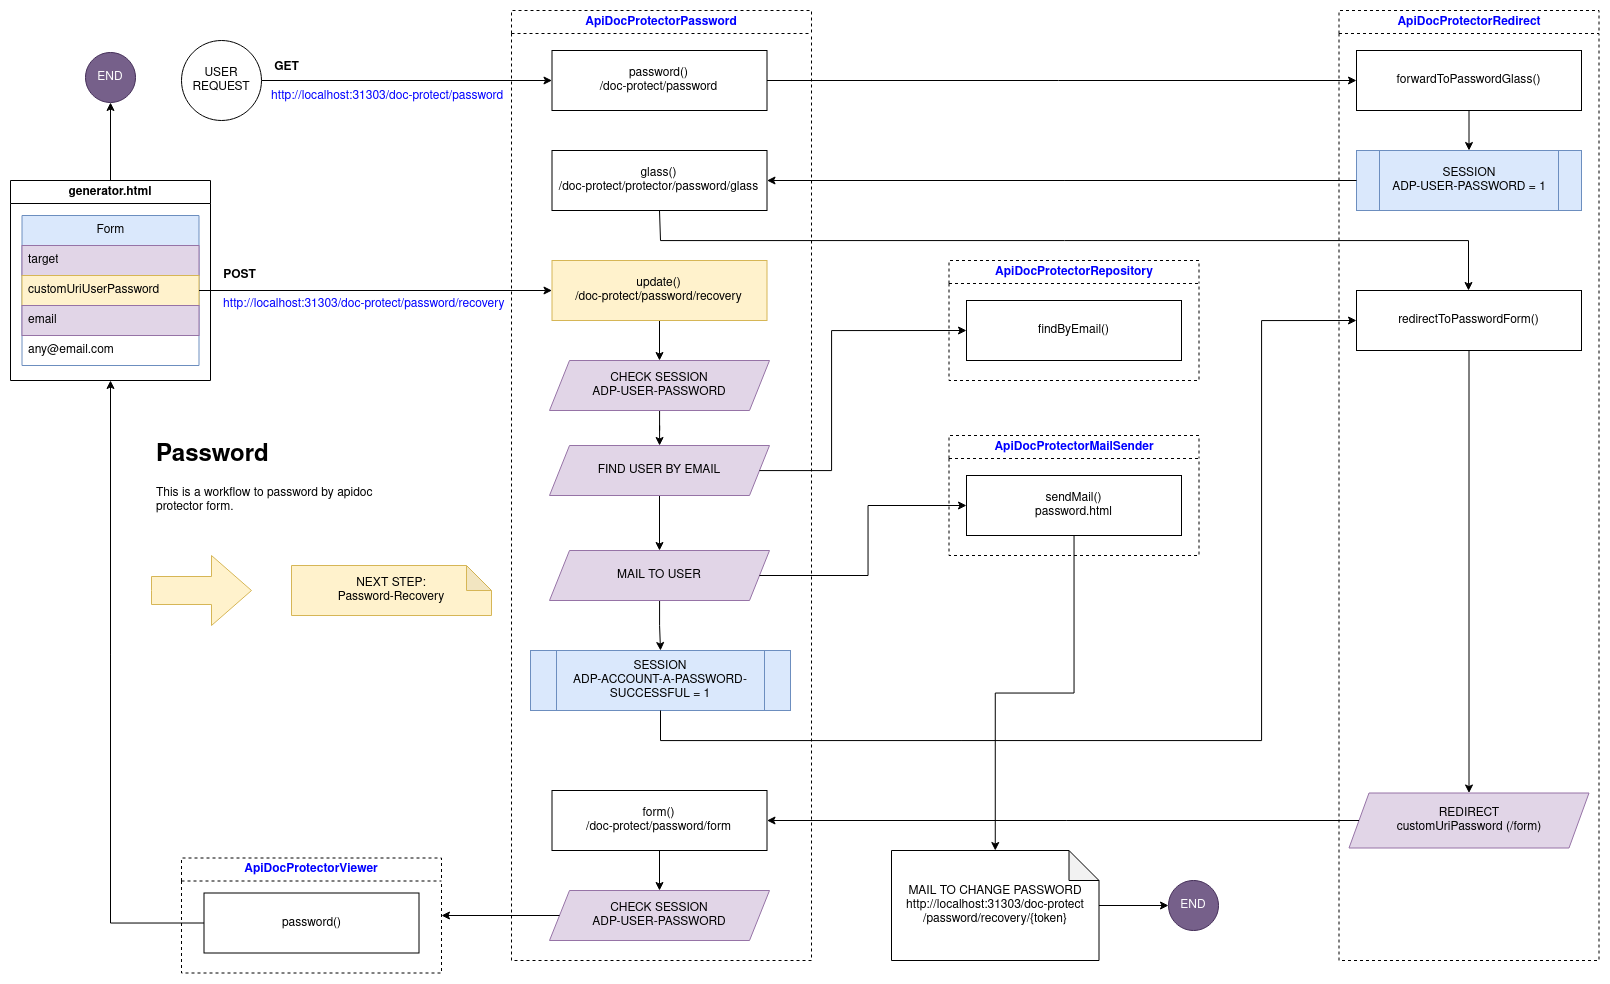 ApiDocProtectorPassword
ApiDocProtectorRedirect
END
USER
REQUEST
GET
http://localhost:31303/doc-protect/password
password()
/doc-protect/password
forwardToPasswordGlass()
generator.html
Form
target
customUriUserPassword
email
any@email.com
glass()
/doc-protect/protector/password/glass
SESSION
ADP-USER-PASSWORD = 1
POST
http://localhost:31303/doc-protect/password/recovery
update()
/doc-protect/password/recovery
ApiDocProtectorRepository
findByEmail()
redirectToPasswordForm()
CHECK SESSION
ADP-USER-PASSWORD
Password
This is a workflow to password by apidoc
protector form.
FIND USER BY EMAIL
ApiDocProtectorMailSender
sendMail()
password.html
NEXT STEP:
Password-Recovery
MAIL TO USER
SESSION
ADP-ACCOUNT-A-PASSWORD-
SUCCESSFUL = 1
form()
/doc-protect/password/form
REDIRECT
customUriPassword (/form)
ApiDocProtectorViewer
password()
CHECK SESSION
ADP-USER-PASSWORD
MAIL TO CHANGE PASSWORD
http://localhost:31303/doc-protect
/password/recovery/{token}
END